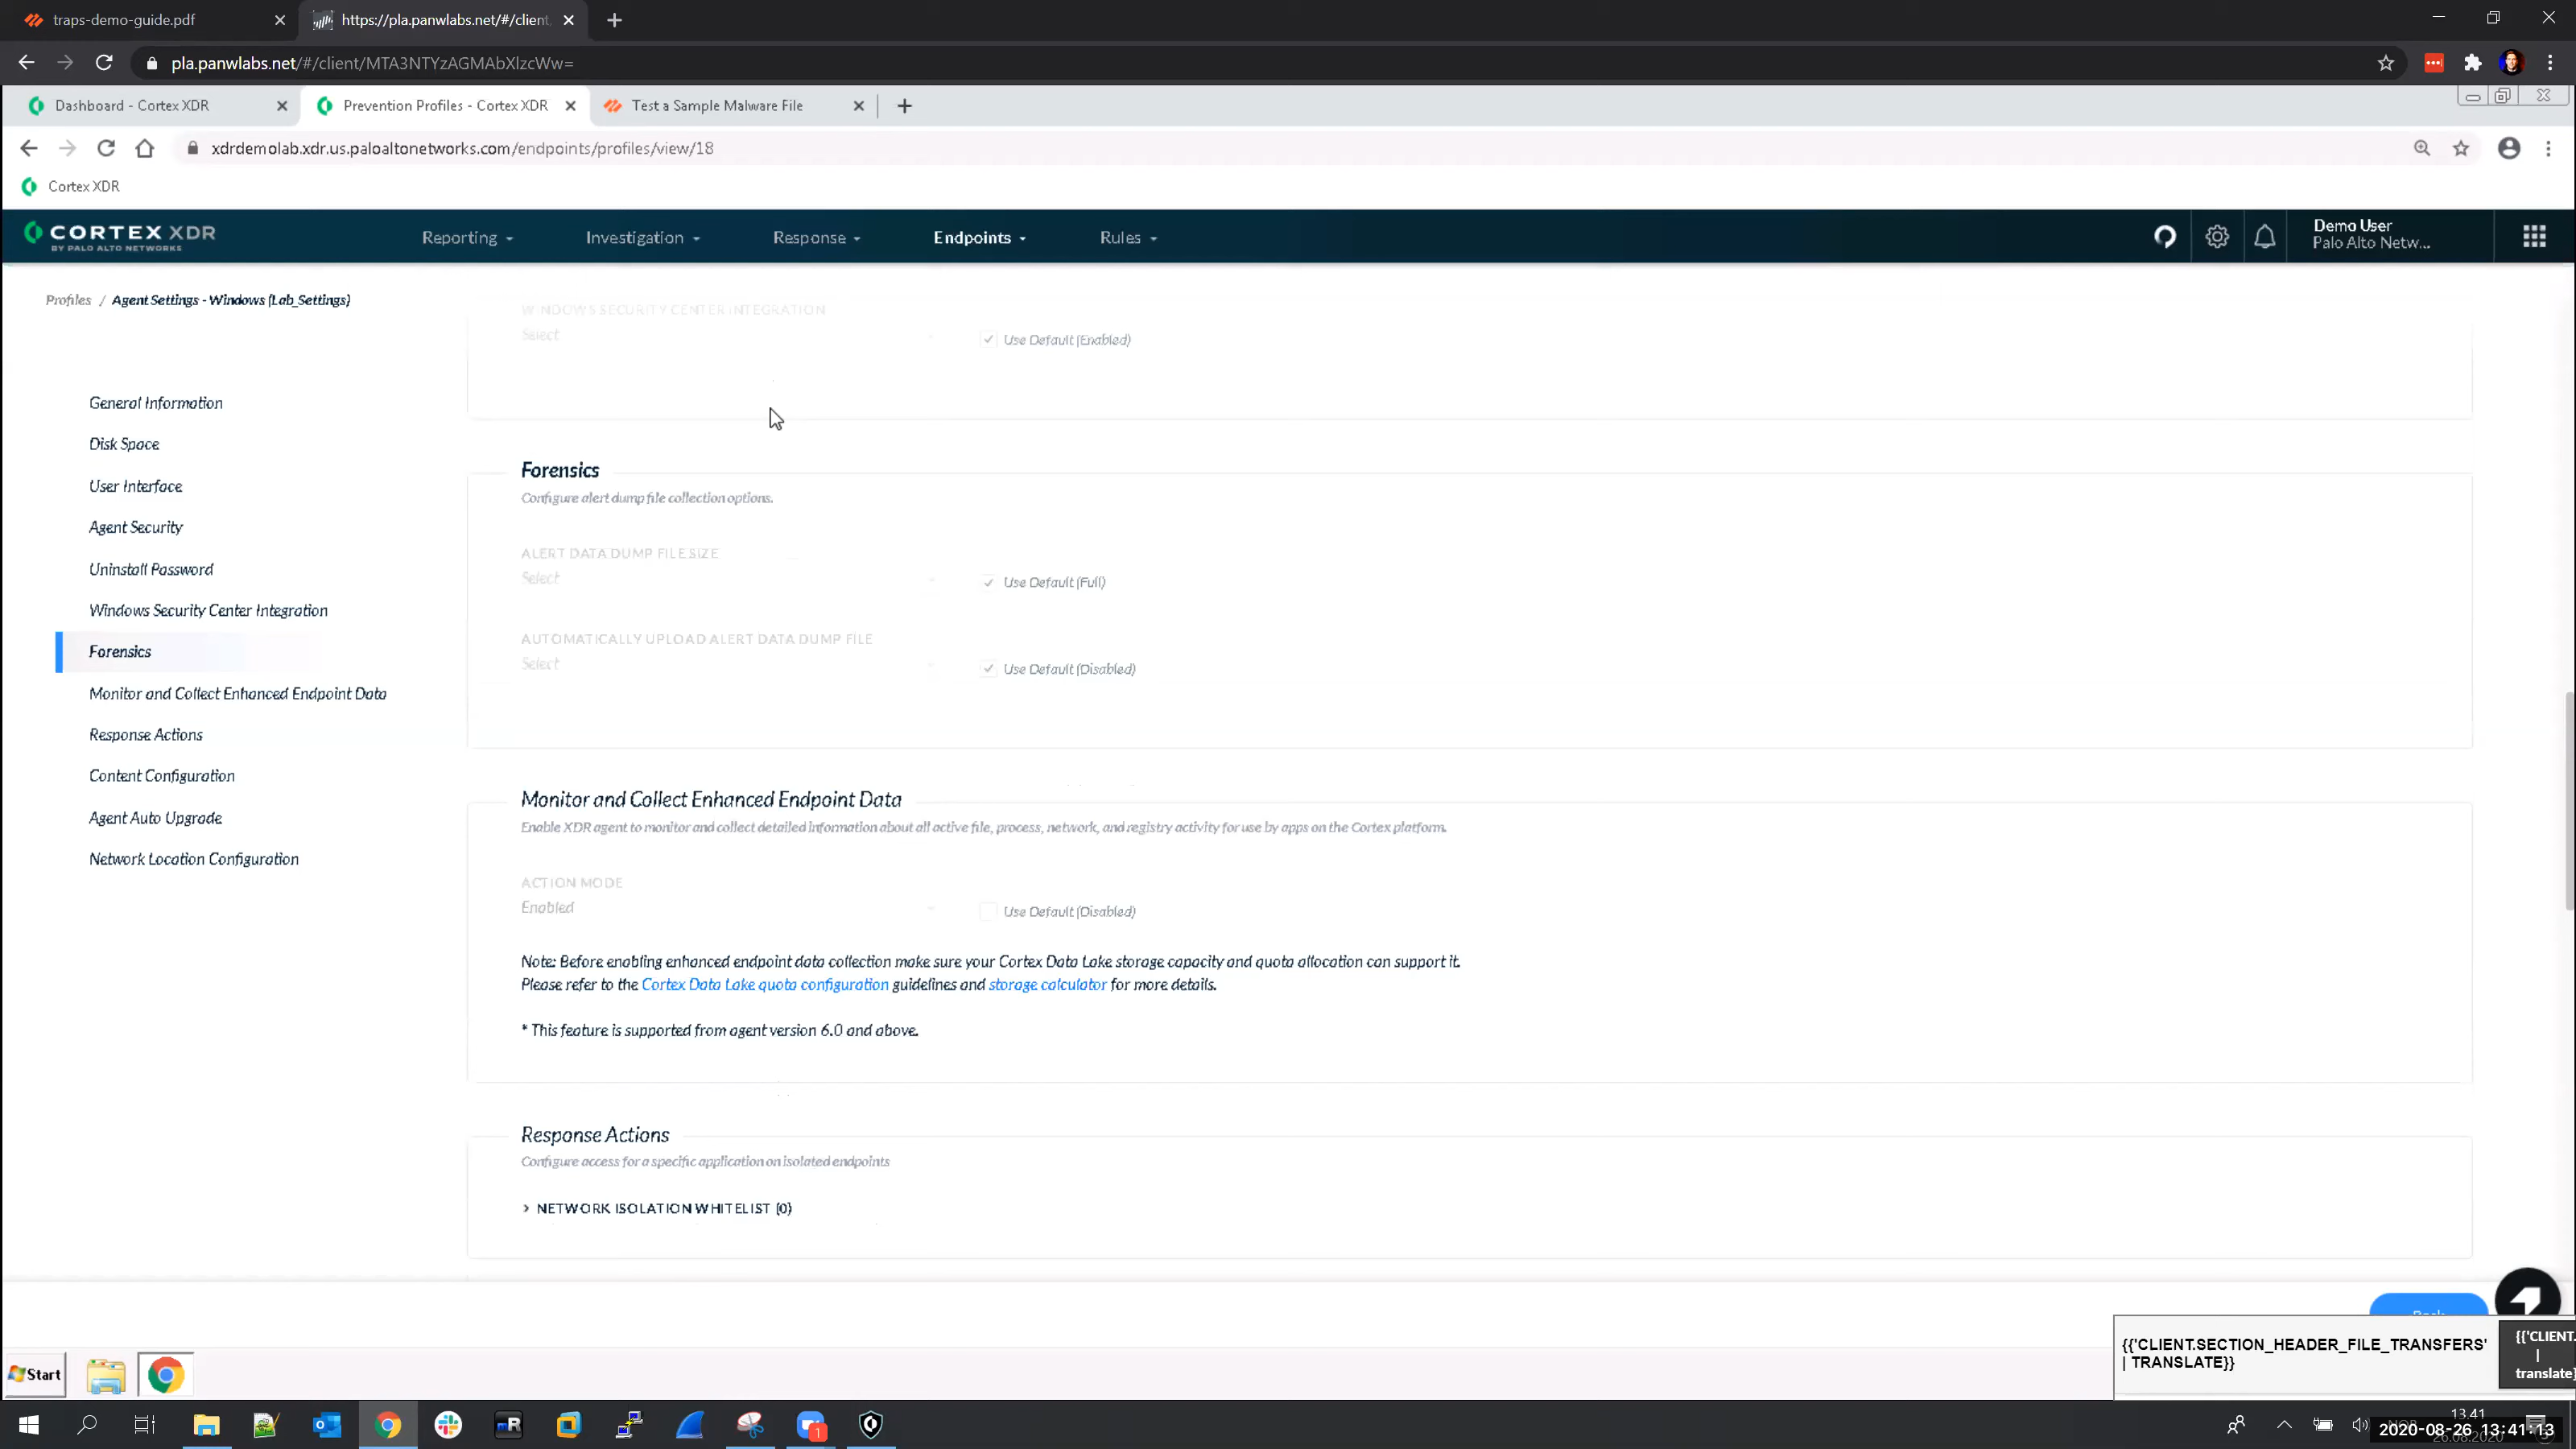 traps-demo-guide.pdf
https://pla.panwlabs.net/#/client
pla.panwlabs.net/#/client/MTA3NTYzAGMAbXlzcWw=
Dashboard - Cortex XDR
Prevention Profiles - Cortex XDR
Test a Sample Malware File
xdrdemolab.xdr.us.paloaltonetworks.com/endpoints/profiles/view/18
Cortex XDR
CORTEX XDR
BY PALO ALTO NETWORKS
Reporting
Investigation
Response
Endpoints
Rules
Demo User
Palo Alto Netw...
Profiles / Agent Settings - Windows (Lab_Settings)
General Information
Disk Space
User Interface
Agent Security
Uninstall Password
Windows Security Center Integration
Forensics
Monitor and Collect Enhanced Endpoint Data
Response Actions
Content Configuration
Agent Auto Upgrade
Network Location Configuration
WINDOWS SECURITY CENTER INTEGRATION
Select
Use Default (Enabled)
Forensics
Configure alert dump file collection options.
ALERT DATA DUMP FILE SIZE
Select
Use Default (Full)
AUTOMATICALLY UPLOAD ALERT DATA DUMP FILE
Select
Use Default (Disabled)
Monitor and Collect Enhanced Endpoint Data
Enable XDR agent to monitor and collect detailed information about all active file, process, network, and registry activity for use by apps on the Cortex platform.
ACTION MODE
Enabled
Use Default (Disabled)
Note: Before enabling enhanced endpoint data collection make sure your Cortex Data Lake storage capacity and quota allocation can support it.
Please refer to the Cortex Data Lake quota configuration guidelines and storage calculator for more details.
* This feature is supported from agent version 6.0 and above.
Response Actions
Configure access for a specific application on isolated endpoints
NETWORK ISOLATION WHITELIST (0)
{{'CLIENT.SECTION_HEADER_FILE_TRANSFERS'
| TRANSLATE}}
{{'CLIENT.
|
translate}
Start
mR
1
13.41
2020-08-26 13:41:13